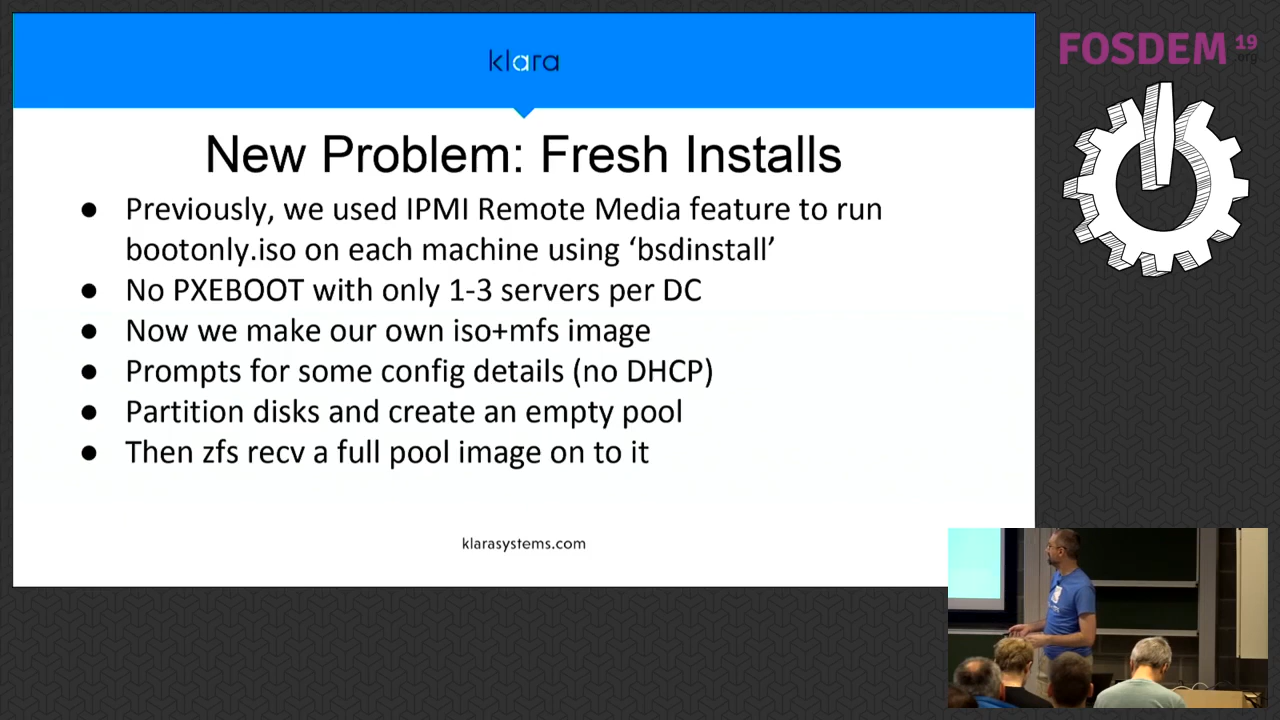 klara
FOSDEM 19
.org
New Problem: Fresh Installs
● Previously, we used IPMI Remote Media feature to run
bootonly.iso on each machine using ‘bsdinstall’
● No PXEBOOT with only 1-3 servers per DC
● Now we make our own iso+mfs image
● Prompts for some config details (no DHCP)
● Partition disks and create an empty pool
● Then zfs recv a full pool image on to it
klarasystems.com